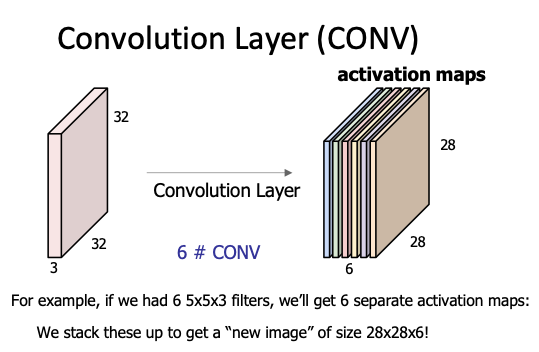 Convolution Layer (CONV)
activation maps
32
28
Convolution Layer
32
28
6 # CONV
3
6
For example, if we had 6 5x5x3 filters, we'll get 6 separate activation maps:
We stack these up to get a “new image” of size 28x28x6!